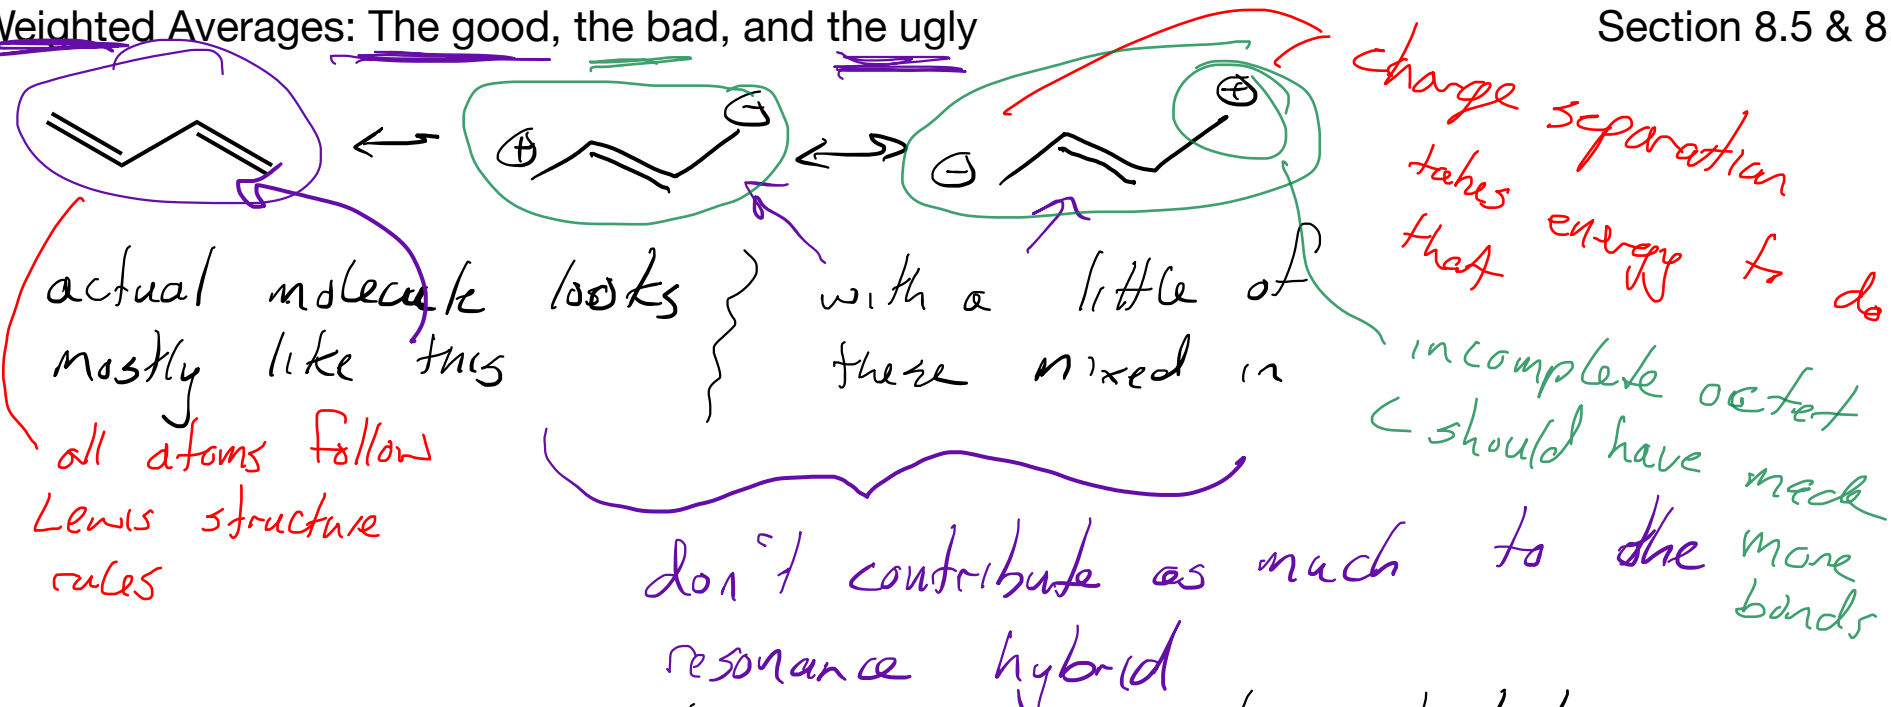 Weighted Averages: The good, the bad, and the ugly
Section 8.5 & 8
+
−
−
+
charge separation
takes energy to do
that
actual molecule looks
mostly like this
with a little of
these mixed in
incomplete octet
should have made
more
bonds
all atoms follow
Lewis structure
rules
don't contribute as much to the
resonance hybrid